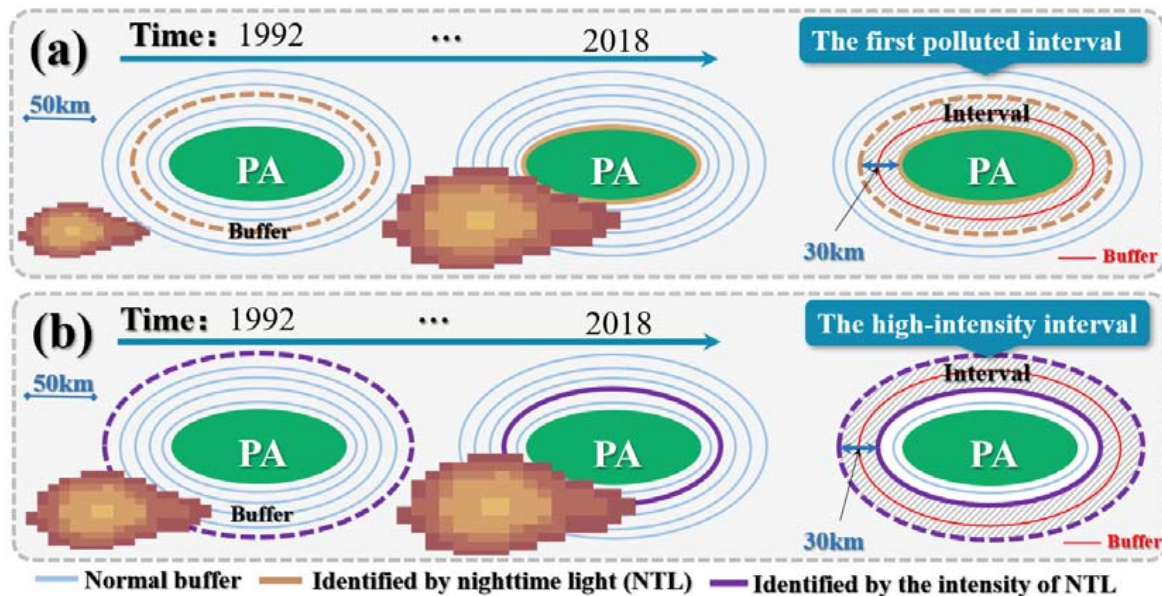 (a)
Time: 1992 ... 2018
The first polluted interval
50km
PA
Buffer
PA
Interval
PA
30km
Buffer
(b)
Time: 1992 ... 2018
The high-intensity interval
50km
PA
Buffer
PA
Interval
PA
30km
Buffer
Normal buffer Identified by nighttime light (NTL) Identified by the intensity of NTL